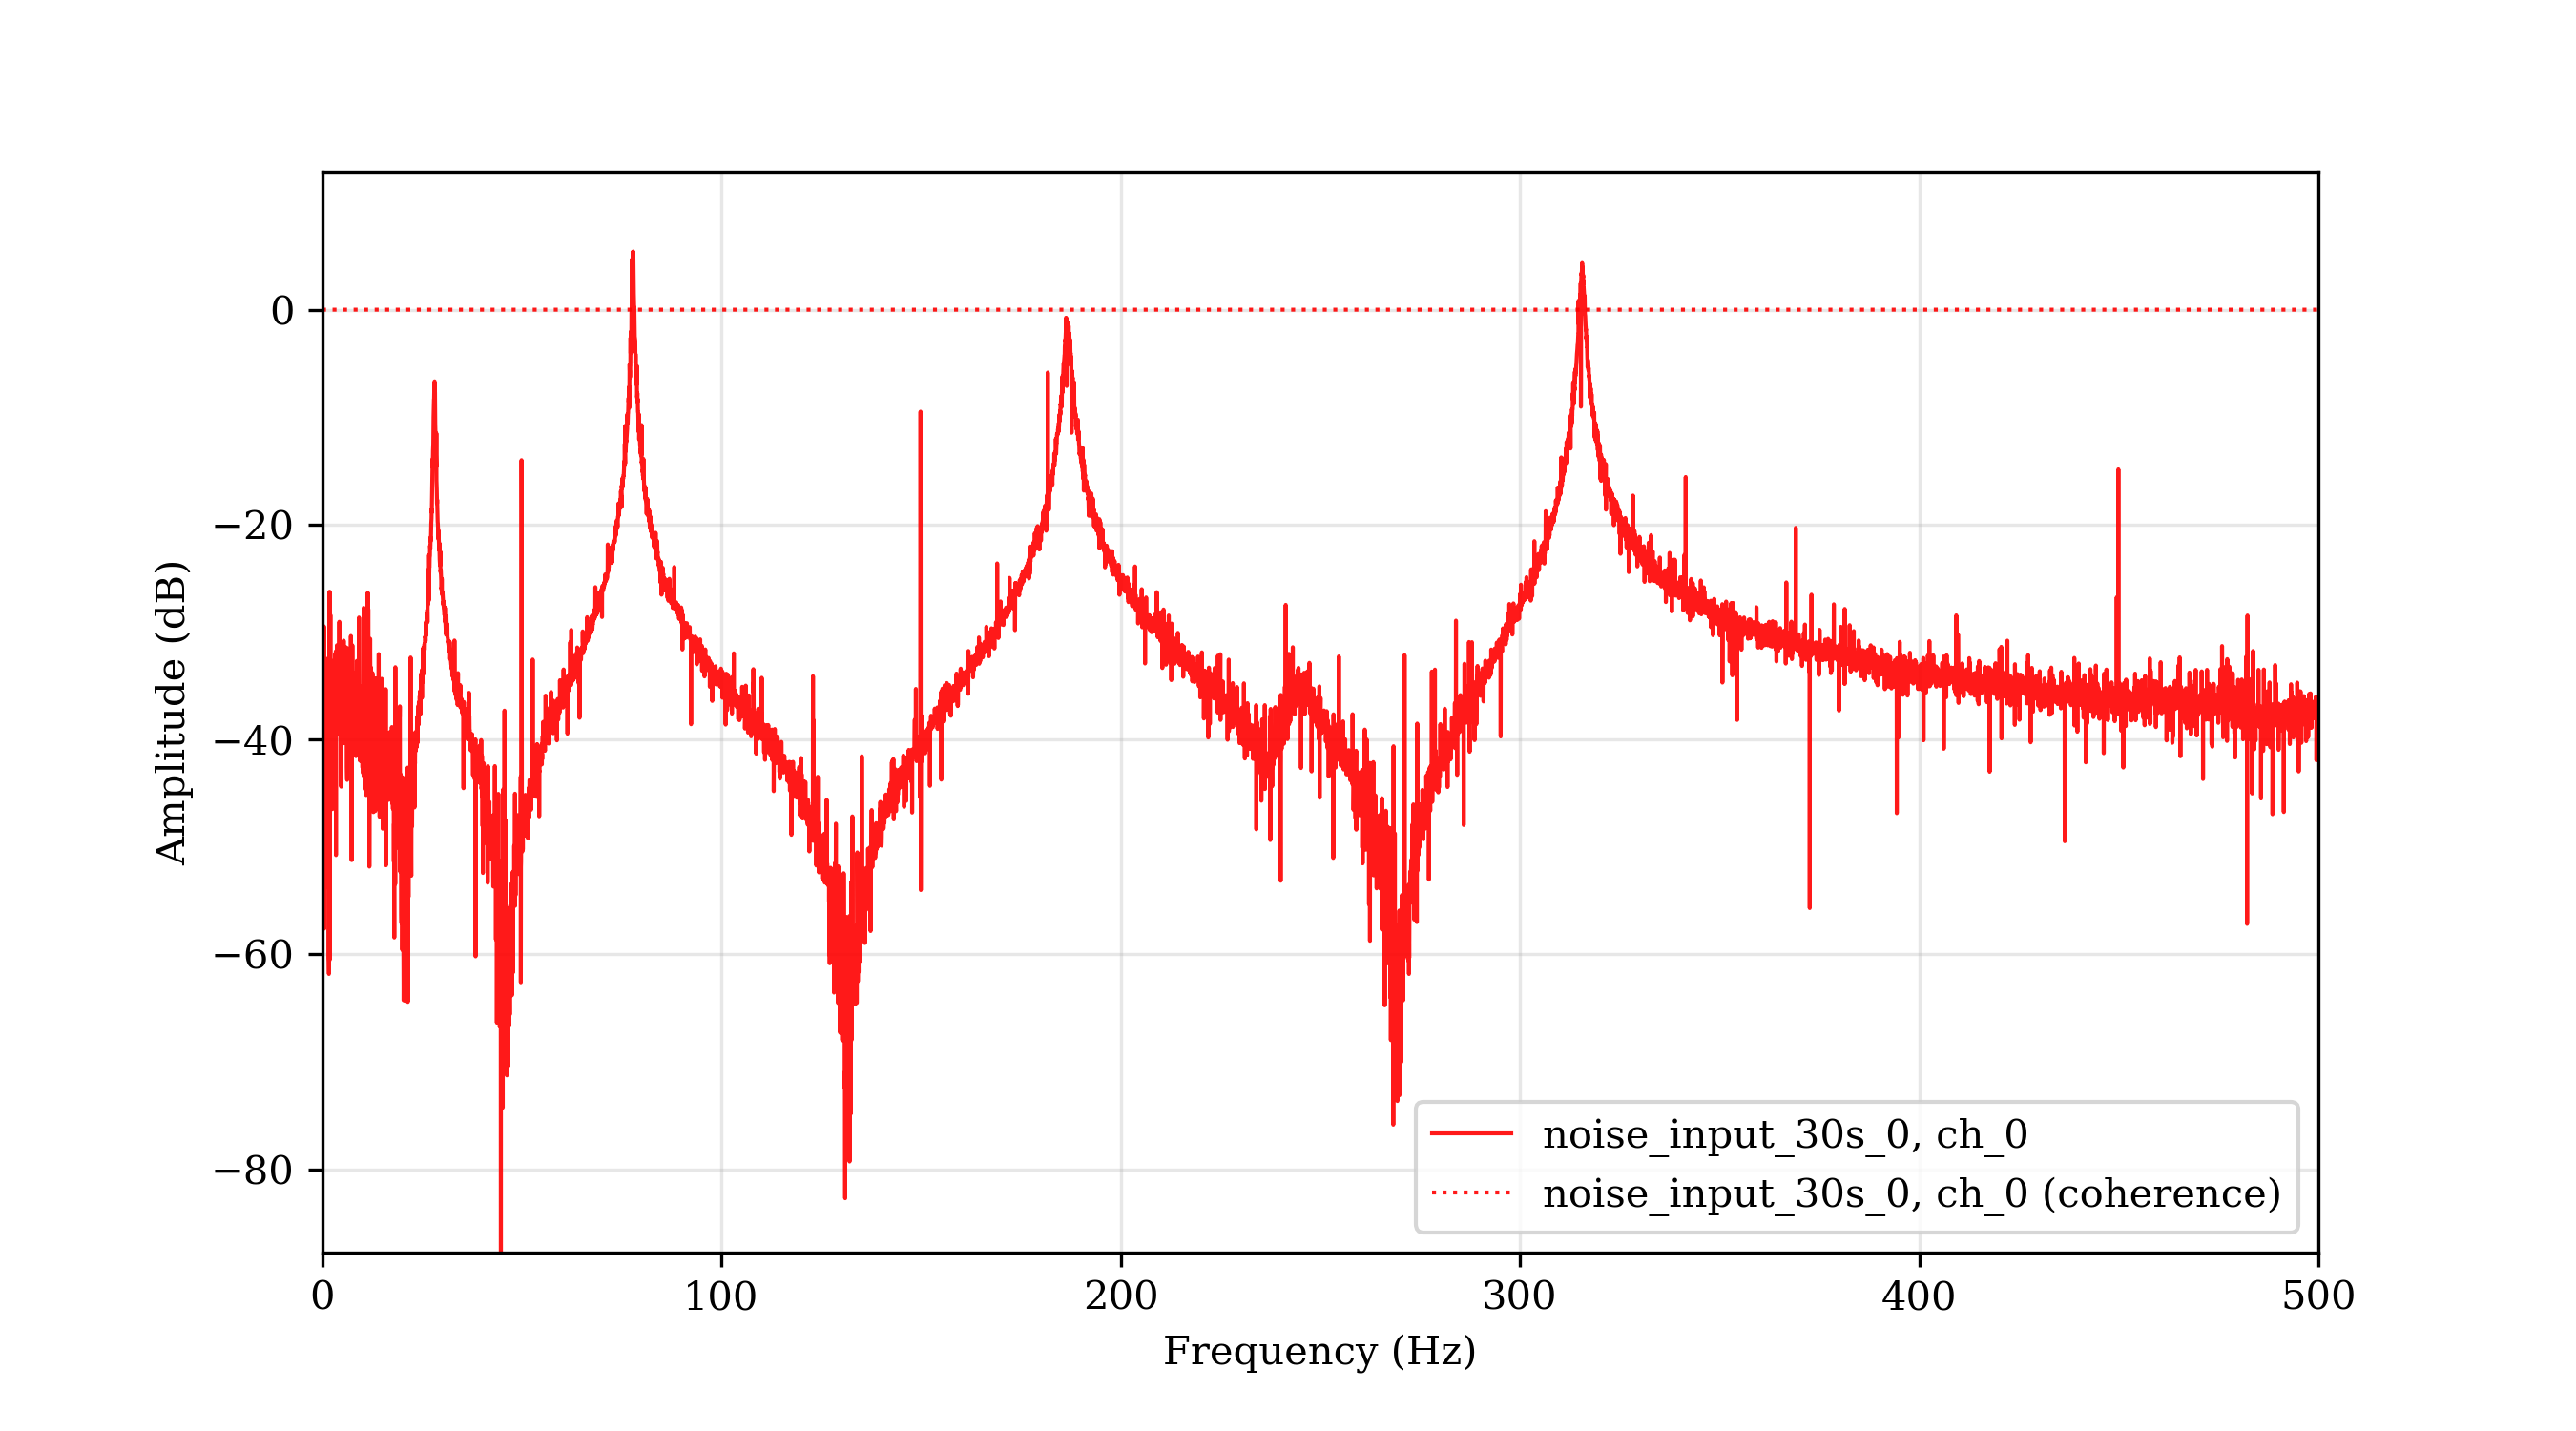 0
−20
−40
−60
−80
Amplitude (dB)
noise_input_30s_0, ch_0
noise_input_30s_0, ch_0 (coherence)
0 100 200 300 400 500
Frequency (Hz)